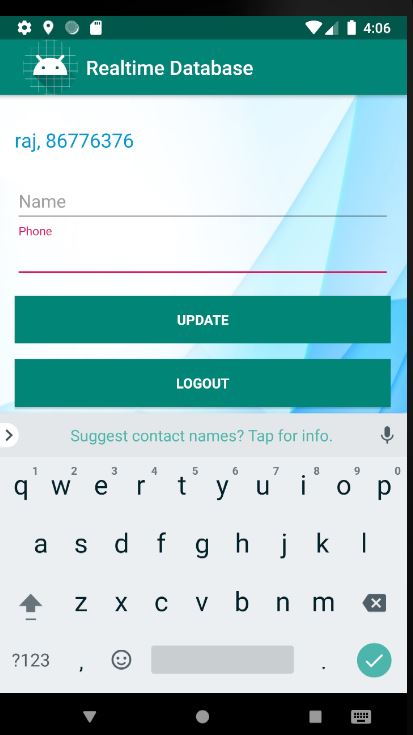 4:06
Realtime Database
raj, 86776376
Name
Phone
UPDATE
LOGOUT
Suggest contact names? Tap for info.
1 2 3 4 5 6 7 8 9 0
q w e r t y u i o p
a s d f g h j k l
z x c v b n m
?123 , .